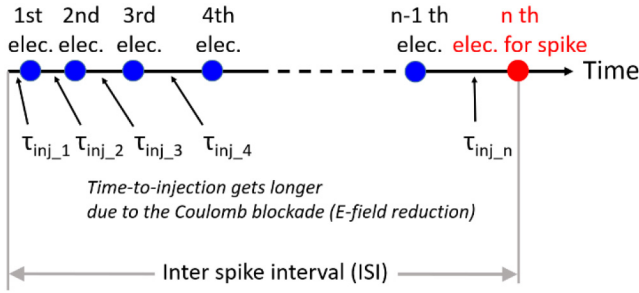 1st 2nd 3rd 4th n-1 th n th
elec. elec. elec. elec. elec. elec. for spike
Time
τinj_1 τinj_2 τinj_3 τinj_4 τinj_n
Time-to-injection gets longer
due to the Coulomb blockade (E-field reduction)
Inter spike interval (ISI)